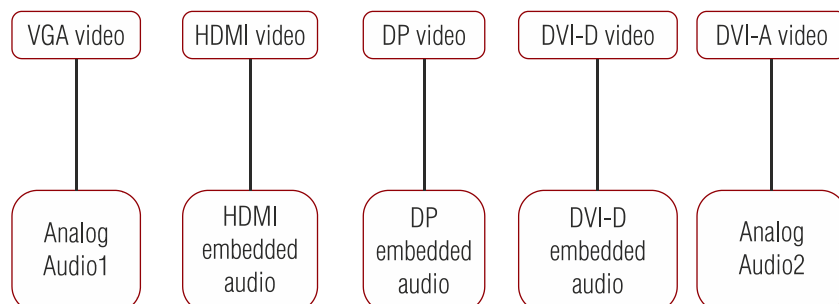 VGA video
HDMI video
DP video
DVI-D video
DVI-A video
Analog
Audio1
HDMI
embedded
audio
DP
embedded
audio
DVI-D
embedded
audio
Analog
Audio2